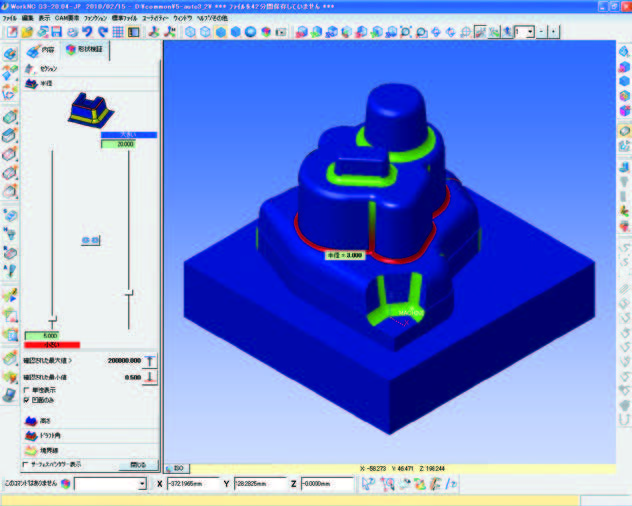 WorkNC G3-20.04-JP 2010/02/15 - D:¥common¥5-auto3_2¥ *** ファイルを47分間保存していません ***
ファイル 編集 表示 CAM画面 ファンクション 標準ファイル ユーティリティー ウィンドウ ヘルプ/その他
内容 形状検証
セクション
半径
大きい
20.000
半径 = 3.000
5.000
小さい
確認された最大値 > 200000.000
確認された最小値 0.500
単位表示
凹面のみ
高さ
ドラフト角
境界線
サーフェスバンダリー表示 閉じる
ISO
X: -58.273 Y: 46.471 Z: 198.244
このコマンドはありません X -372.1965mm Y 128.2825mm Z -0.0000mm